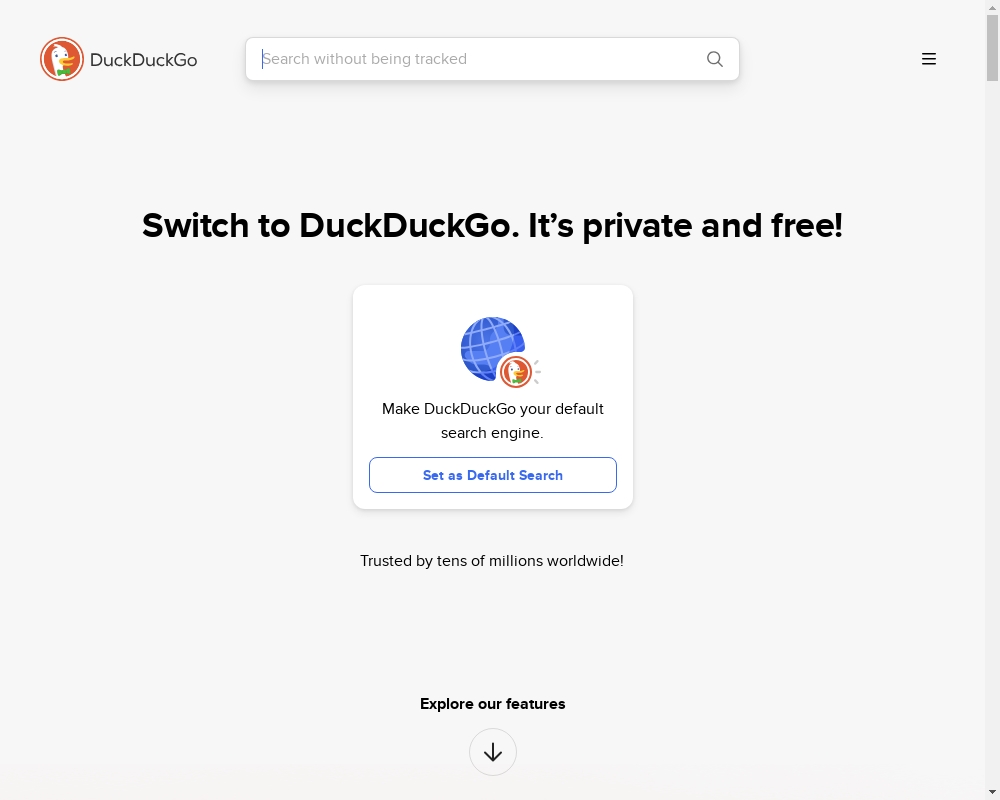 DuckDuckGo
Search without being tracked
Switch to DuckDuckGo. It’s private and free!
Make DuckDuckGo your default
search engine.
Set as Default Search
Trusted by tens of millions worldwide!
Explore our features